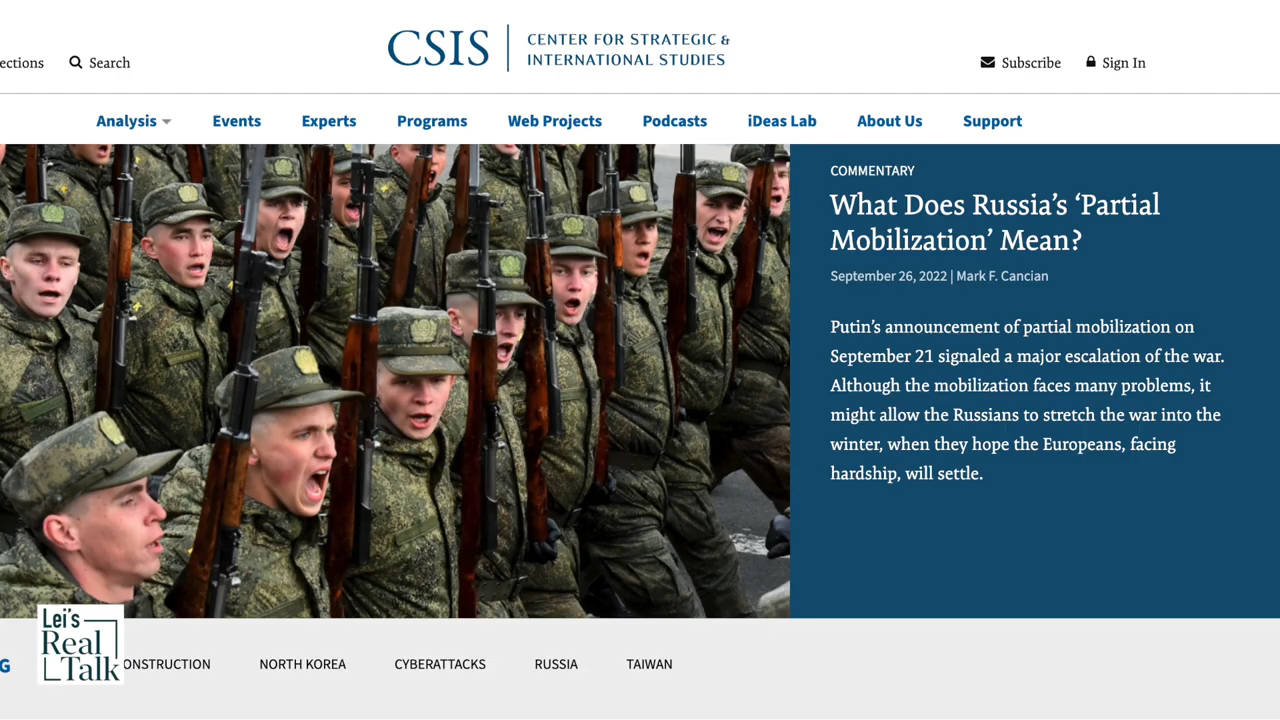 CSIS
CENTER FOR STRATEGIC &
INTERNATIONAL STUDIES
ections
Search
Subscribe
Sign In
Analysis
Events
Experts
Programs
Web Projects
Podcasts
iDeas Lab
About Us
Support
COMMENTARY
What Does Russia’s ‘Partial
Mobilization’ Mean?
September 26, 2022 | Mark F. Cancian
Putin’s announcement of partial mobilization on
September 21 signaled a major escalation of the war.
Although the mobilization faces many problems, it
might allow the Russians to stretch the war into the
winter, when they hope the Europeans, facing
hardship, will settle.
Lei's
Real
Talk
G
ONSTRUCTION
NORTH KOREA
CYBERATTACKS
RUSSIA
TAIWAN